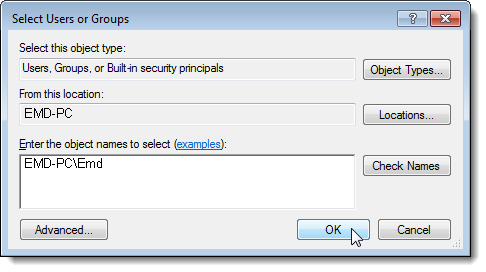 Select Users or Groups
Select this object type:
Users, Groups, or Built-in security principals
Object Types...
From this location:
EMD-PC
Locations...
Enter the object names to select (examples):
EMD-PC\Emd
Check Names
Advanced...
OK
Cancel